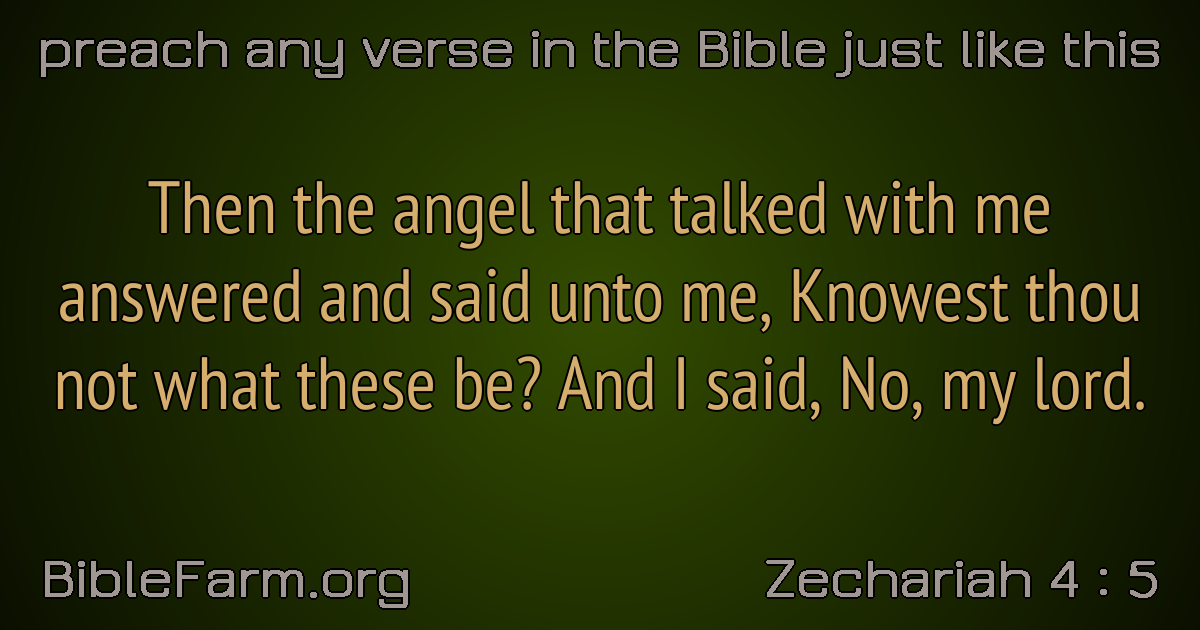 preach any verse in the Bible just like this
Then the angel that talked with me
answered and said unto me, Knowest thou
not what these be? And I said, No, my lord.
BibleFarm.org
Zechariah 4 : 5